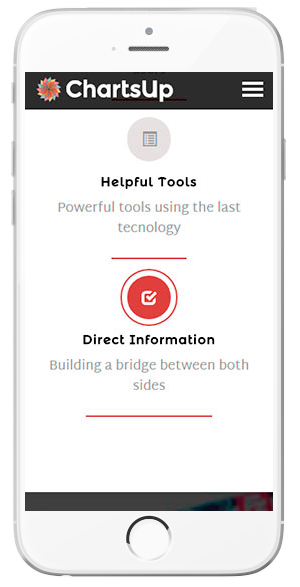 ChartsUp
Helpful Tools
Powerful tools using the last
tecnology
Direct Information
Building a bridge between both
sides